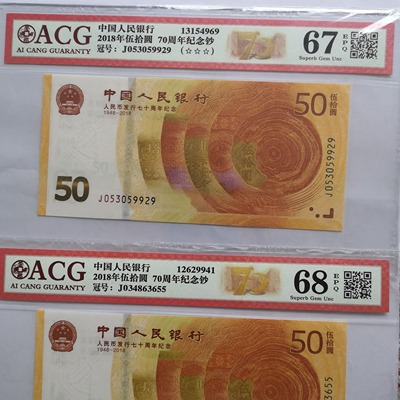 ACG
AI CANG GUARANTY
中国人民银行 13154969
2018年伍拾圆 70周年纪念钞
冠号: J053059929 (☆☆☆)
70
67 EPQ
Superb Gem Unc
中国人民银行
人民币发行七十周年纪念
1948-2018
50 伍拾圆
50
J053059929
ACG
AI CANG GUARANTY
中国人民银行 12629941
2018年伍拾圆 70周年纪念钞
冠号: J034863655
70
68 EPQ
Superb Gem Unc
中国人民银行
人民币发行七十周年纪念
1948-2018
50 伍拾圆
3655